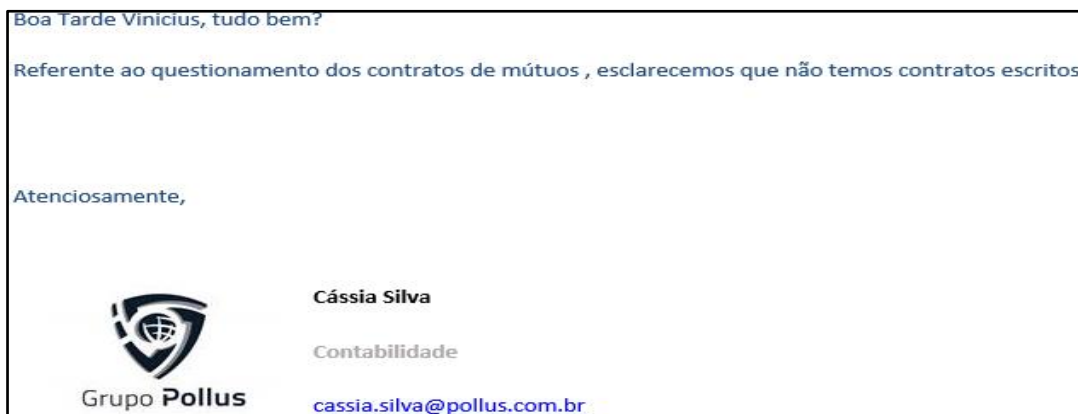 Boa Tarde Vinicius, tudo bem?
Referente ao questionamento dos contratos de mútuos , esclarecemos que não temos contratos escritos
Atenciosamente,
Cássia Silva
Contabilidade
Grupo Pollus
cassia.silva@pollus.com.br